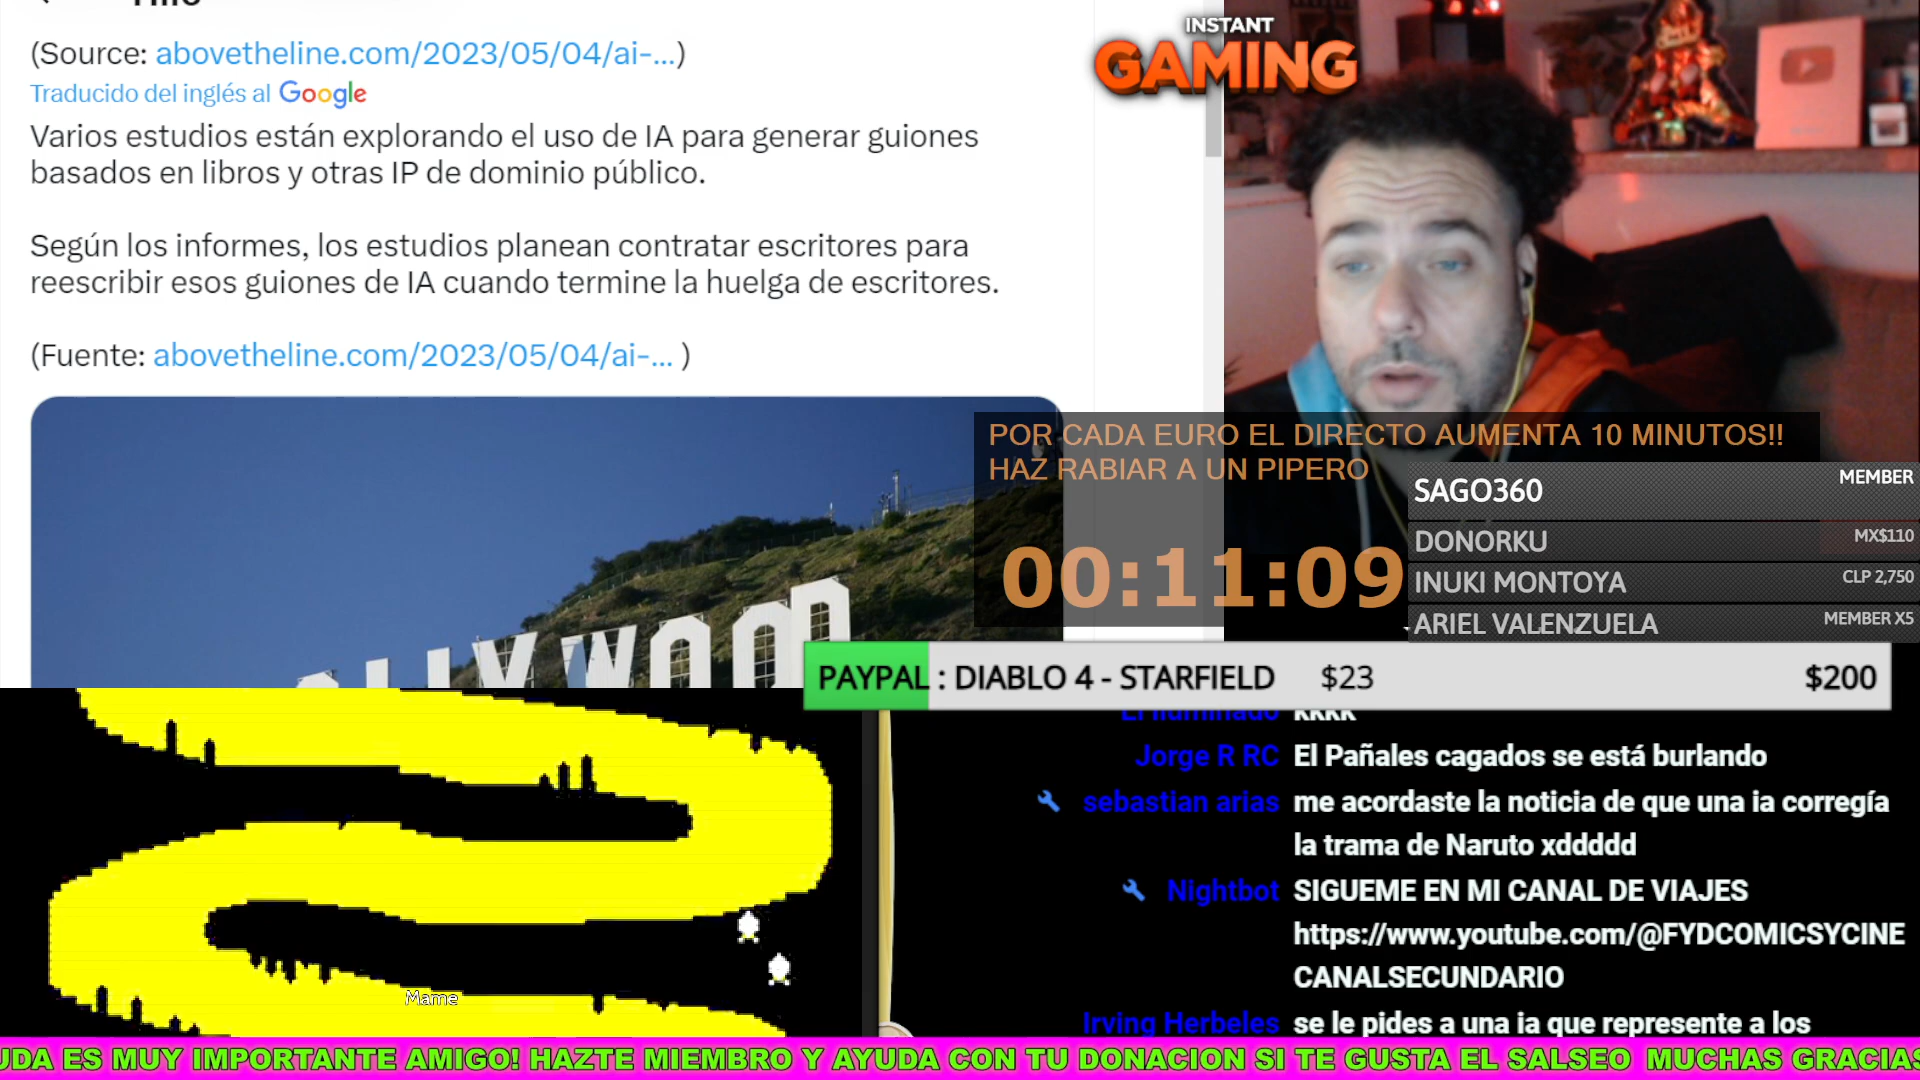 (Source: abovetheline.com/2023/05/04/ai-...)
Traducido del inglés al Google
Varios estudios están explorando el uso de IA para generar guiones
basados en libros y otras IP de dominio público.
Según los informes, los estudios planean contratar escritores para
reescribir esos guiones de IA cuando termine la huelga de escritores.
(Fuente: abovetheline.com/2023/05/04/ai-... )
INSTANT
GAMING
POR CADA EURO EL DIRECTO AUMENTA 10 MINUTOS!!
HAZ RABIAR A UN PIPERO
00:11:09
SAGO360 MEMBER
DONORKU MX$110
INUKI MONTOYA CLP 2,750
ARIEL VALENZUELA MEMBER X5
PAYPAL : DIABLO 4 - STARFIELD $23 $200
El Iluminado kkkk
Jorge R RC El Pañales cagados se está burlando
sebastian arias me acordaste la noticia de que una ia corregía
la trama de Naruto xddddd
Nightbot SIGUEME EN MI CANAL DE VIAJES
https://www.youtube.com/@FYDCOMICSYCINE
CANALSECUNDARIO
Irving Herbeles se le pides a una ia que represente a los
Mame
UDA ES MUY IMPORTANTE AMIGO! HAZTE MIEMBRO Y AYUDA CON TU DONACION SI TE GUSTA EL SALSEO MUCHAS GRACIAS